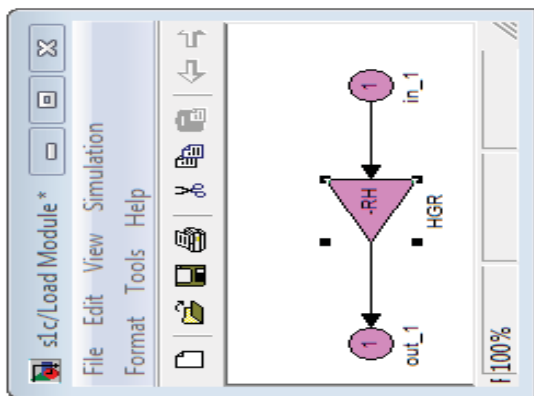 s1c/Load Module *
File Edit View Simulation
Format Tools Help
1 -RH 1
out_1 HGR in_1
100%